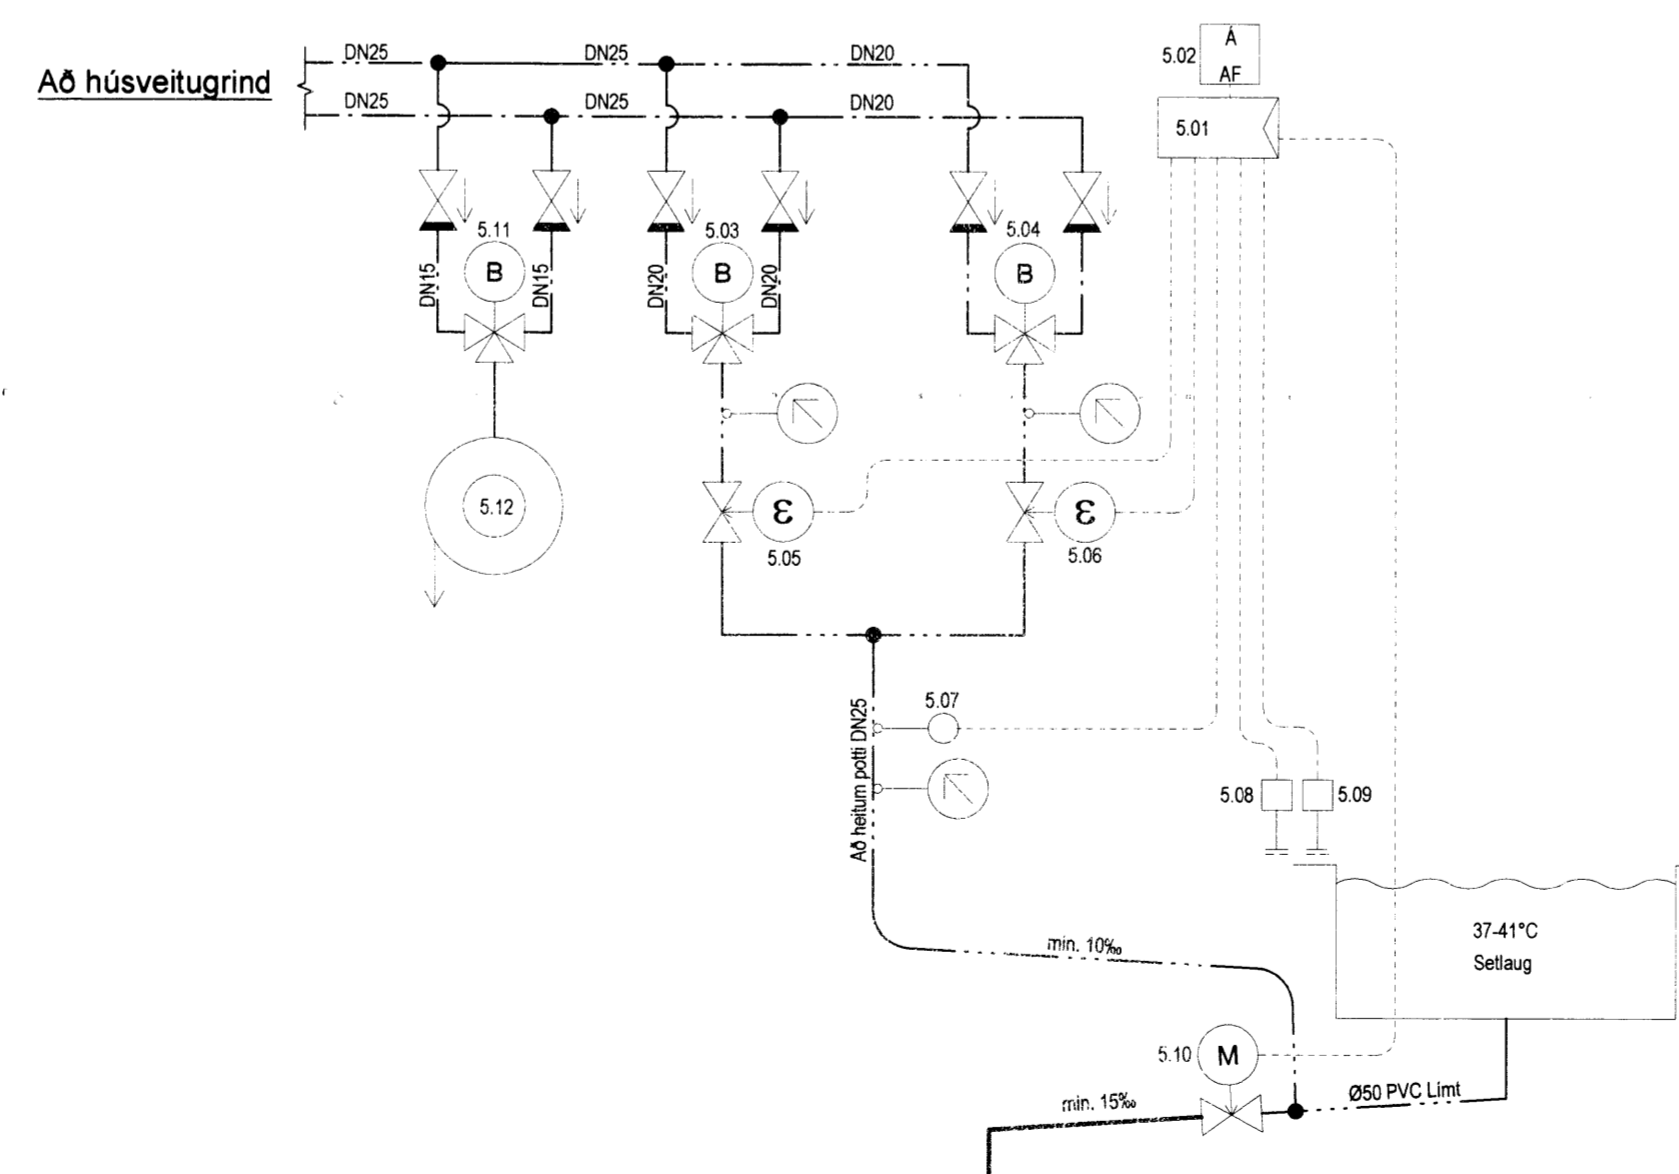 DN25
DN25
DN20
Á
5.02
AF
Að húsveitugrind
DN25
DN25
DN20
5.01
5.11
5.03
5.04
B
B
B
DN15
DN15
DN20
DN20
5.12
ε
ε
5.05
5.06
5.07
Að heitum potti DN25
5.08
5.09
37-41°C
Setlaug
min. 10‰
5.10
M
min. 15‰
Ø50 PVC Límt